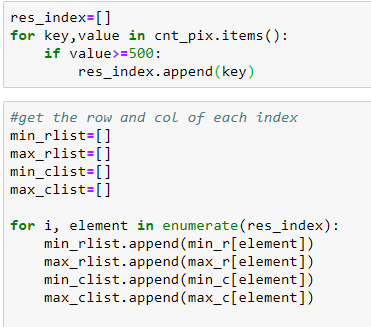 res_index=[]
for key,value in cnt_pix.items():
    if value>=500:
        res_index.append(key)
#get the row and col of each index
min_rlist=[]
max_rlist=[]
min_clist=[]
max_clist=[]
for i, element in enumerate(res_index):
    min_rlist.append(min_r[element])
    max_rlist.append(max_r[element])
    min_clist.append(min_c[element])
    max_clist.append(max_c[element])